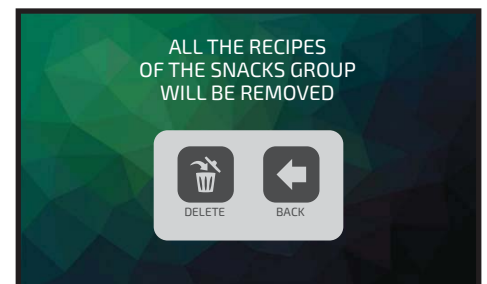 ALL THE RECIPES
OF THE SNACKS GROUP
WILL BE REMOVED
DELETE
BACK